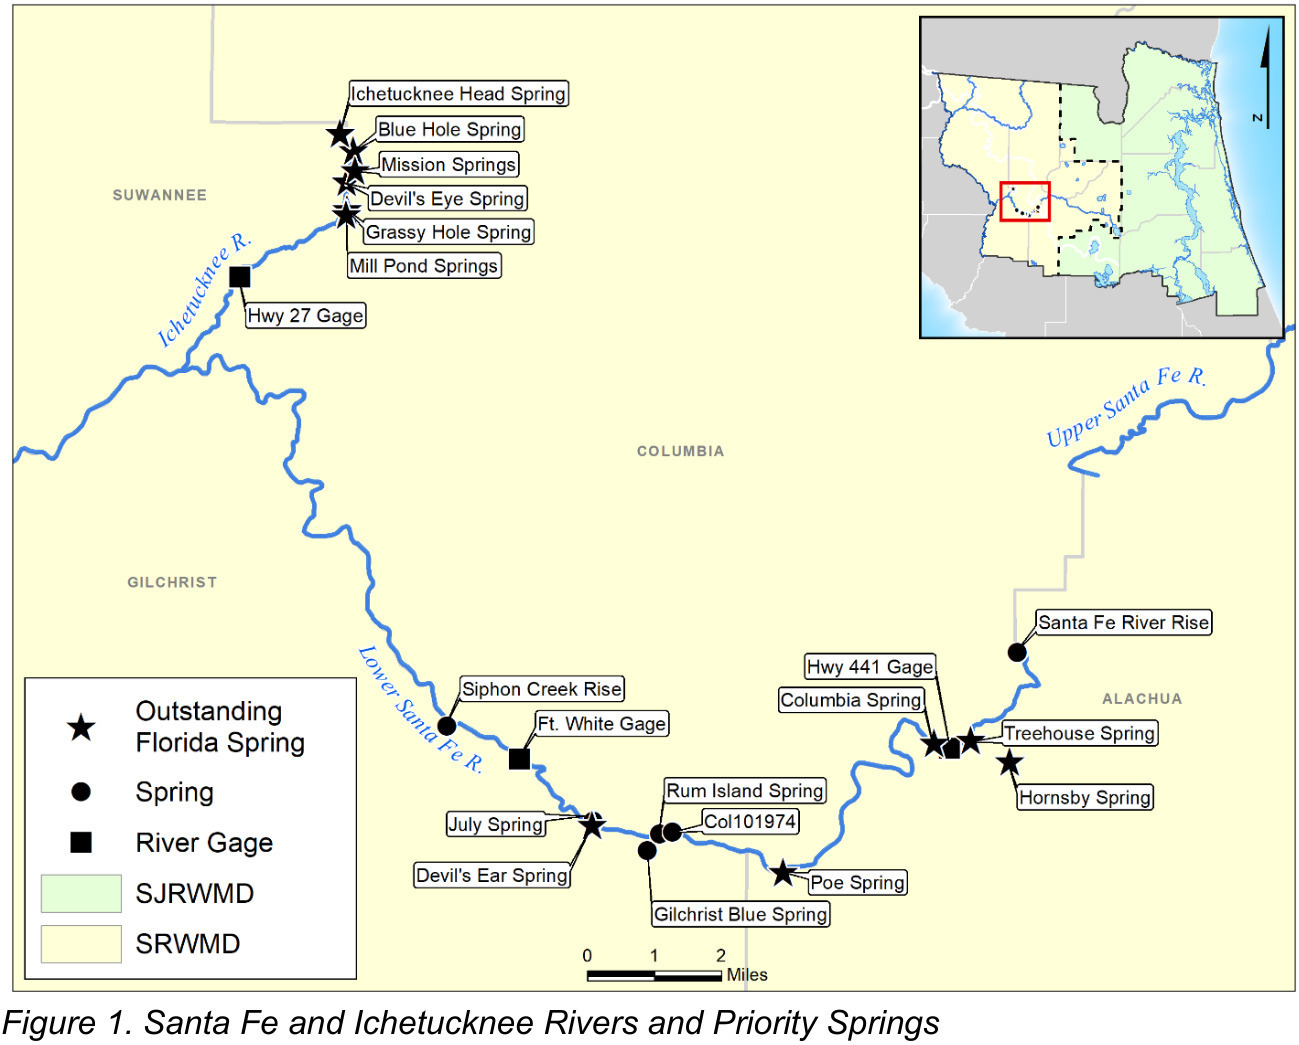 Ichetucknee Head Spring
Blue Hole Spring
Mission Springs
SUWANNEE
Devil's Eye Spring
Grassy Hole Spring
Mill Pond Springs
Ichetucknee R.
Hwy 27 Gage
N
Upper Santa Fe R.
COLUMBIA
GILCHRIST
Santa Fe River Rise
Lower Santa Fe R.
Hwy 441 Gage
Siphon Creek Rise
Columbia Spring
ALACHUA
Ft. White Gage
Treehouse Spring
Rum Island Spring
Hornsby Spring
July Spring
Col101974
Devil's Ear Spring
Poe Spring
Gilchrist Blue Spring
Outstanding
Florida Spring
Spring
River Gage
SJRWMD
SRWMD
0 1 2
Miles
Figure 1. Santa Fe and Ichetucknee Rivers and Priority Springs